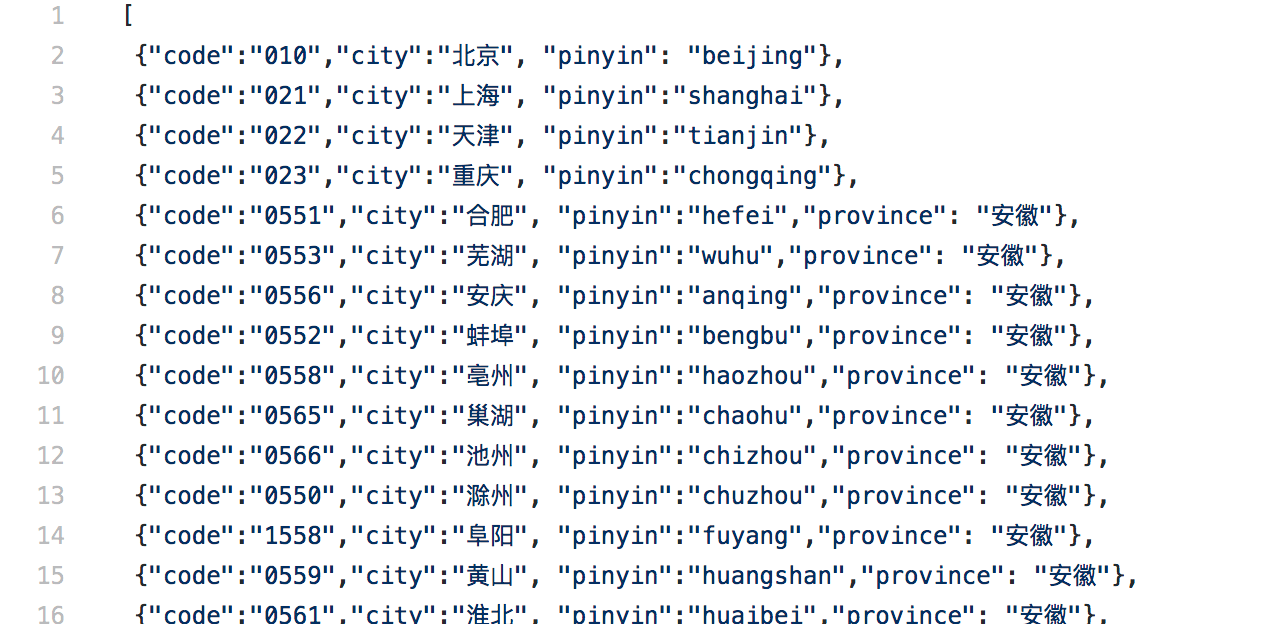 1 [
2 {"code":"010","city":"北京", "pinyin": "beijing"},
3 {"code":"021","city":"上海", "pinyin":"shanghai"},
4 {"code":"022","city":"天津", "pinyin":"tianjin"},
5 {"code":"023","city":"重庆", "pinyin":"chongqing"},
6 {"code":"0551","city":"合肥", "pinyin":"hefei","province": "安徽"},
7 {"code":"0553","city":"芜湖", "pinyin":"wuhu","province": "安徽"},
8 {"code":"0556","city":"安庆", "pinyin":"anqing","province": "安徽"},
9 {"code":"0552","city":"蚌埠", "pinyin":"bengbu","province": "安徽"},
10 {"code":"0558","city":"亳州", "pinyin":"haozhou","province": "安徽"},
11 {"code":"0565","city":"巢湖", "pinyin":"chaohu","province": "安徽"},
12 {"code":"0566","city":"池州", "pinyin":"chizhou","province": "安徽"},
13 {"code":"0550","city":"滁州", "pinyin":"chuzhou","province": "安徽"},
14 {"code":"1558","city":"阜阳", "pinyin":"fuyang","province": "安徽"},
15 {"code":"0559","city":"黄山", "pinyin":"huangshan","province": "安徽"},
16 {"code":"0561","city":"淮北", "pinyin":"huaibei","province": "安徽"},